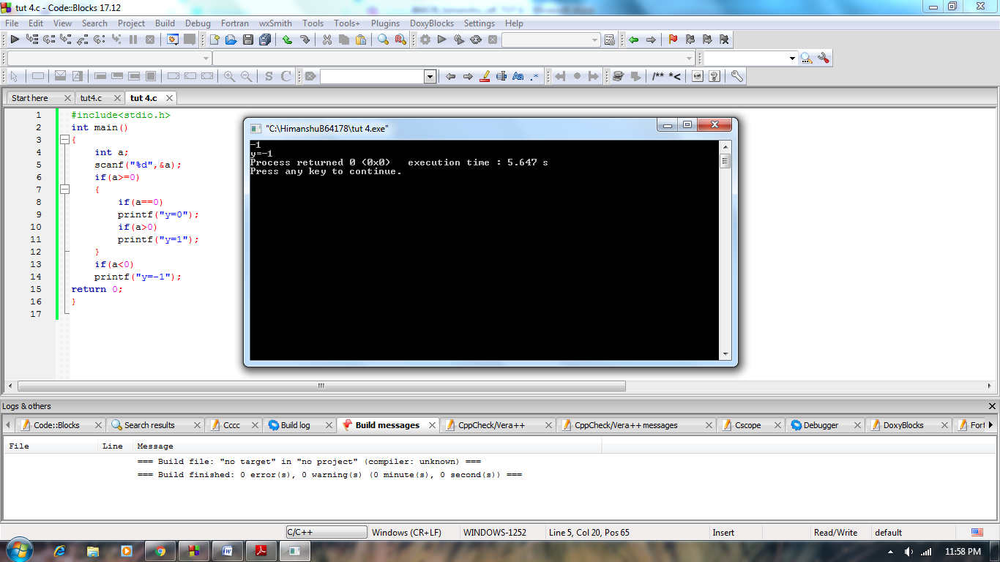 tut 4.c - Code::Blocks 17.12
File Edit View Search Project Build Debug Fortran wxSmith Tools Tools+ Plugins DoxyBlocks Settings Help
S C
Aa .*
/** *<
Start here tut4.c tut 4.c
1 #include<stdio.h>
2 int main()
3 {
4 int a;
5 scanf("%d",&a);
6 if(a>=0)
7 {
8 if(a==0)
9 printf("y=0");
10 if(a>0)
11 printf("y=1");
12 }
13 if(a<0)
14 printf("y=-1");
15 return 0;
16 }
17
"C:\HimanshuB64178\tut 4.exe"
-1
y=-1
Process returned 0 (0x0) execution time : 5.647 s
Press any key to continue.
Logs & others
Code::Blocks Search results Cccc Build log Build messages CppCheck/Vera++ CppCheck/Vera++ messages Cscope Debugger DoxyBlocks Fort
File Line Message
=== Build file: "no target" in "no project" (compiler: unknown) ===
=== Build finished: 0 error(s), 0 warning(s) (0 minute(s), 0 second(s)) ===
C/C++ Windows (CR+LF) WINDOWS-1252 Line 5, Col 20, Pos 65 Insert Read/Write default
11:58 PM